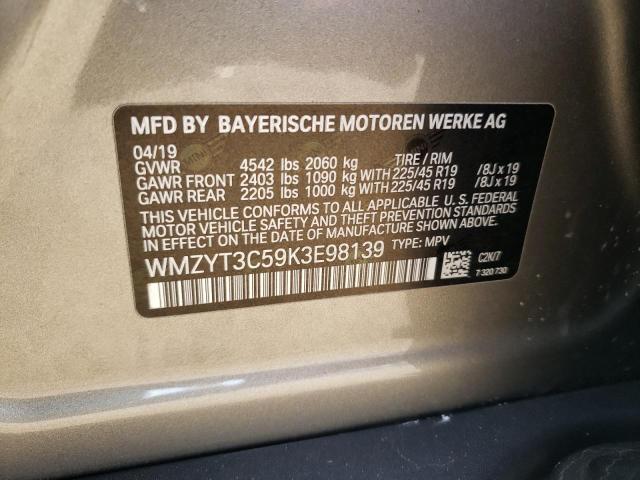 MFD BY BAYERISCHE MOTOREN WERKE AG
04/19
GVWR 4542 lbs 2060 kg TIRE / RIM
GAWR FRONT 2403 lbs 1090 kg WITH 225/45 R19 /8J x 19
GAWR REAR 2205 lbs 1000 kg WITH 225/45 R19 /8J x 19
THIS VEHICLE CONFORMS TO ALL APPLICABLE U. S. FEDERAL
MOTOR VEHICLE SAFETY AND THEFT PREVENTION STANDARDS
IN EFFECT ON THE DATE OF MANUFACTURE SHOWN ABOVE.
WMZYT3C59K3E98139 TYPE: MPV
C2K/7
7 320 730